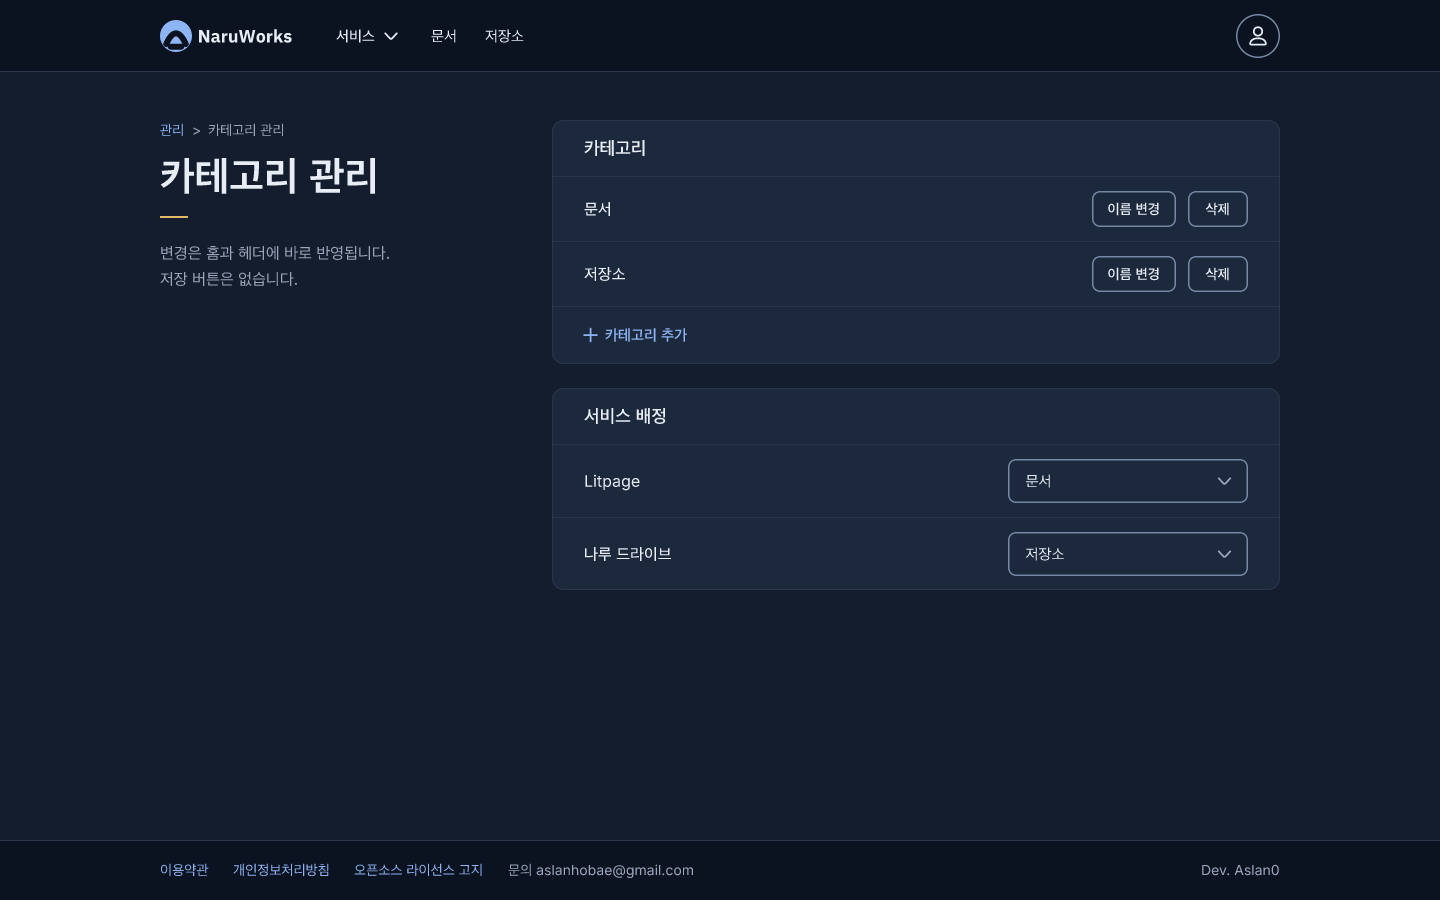 NaruWorks 서비스 문서 저장소
관리 > 카테고리 관리
카테고리 관리
변경은 홈과 헤더에 바로 반영됩니다.
저장 버튼은 없습니다.
카테고리
문서 이름 변경 삭제
저장소 이름 변경 삭제
카테고리 추가
서비스 배정
Litpage 문서
나루 드라이브 저장소
이용약관 개인정보처리방침 오픈소스 라이선스 고지 문의 aslanhobae@gmail.com Dev. Aslan0